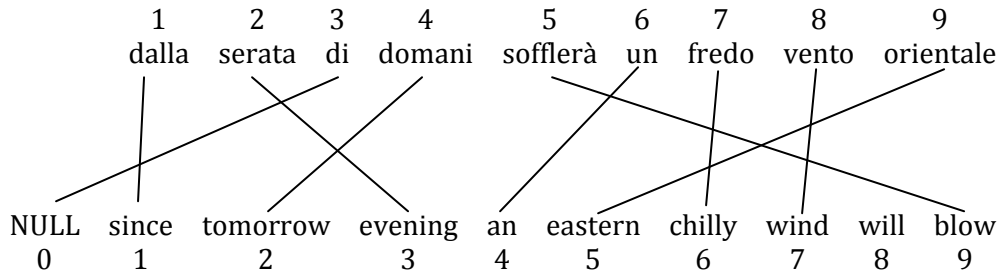 1 2 3 4 5 6 7 8 9
dalla serata di domani soffierà un fredo vento orientale
NULL since tomorrow evening an eastern chilly wind will blow
0 1 2 3 4 5 6 7 8 9